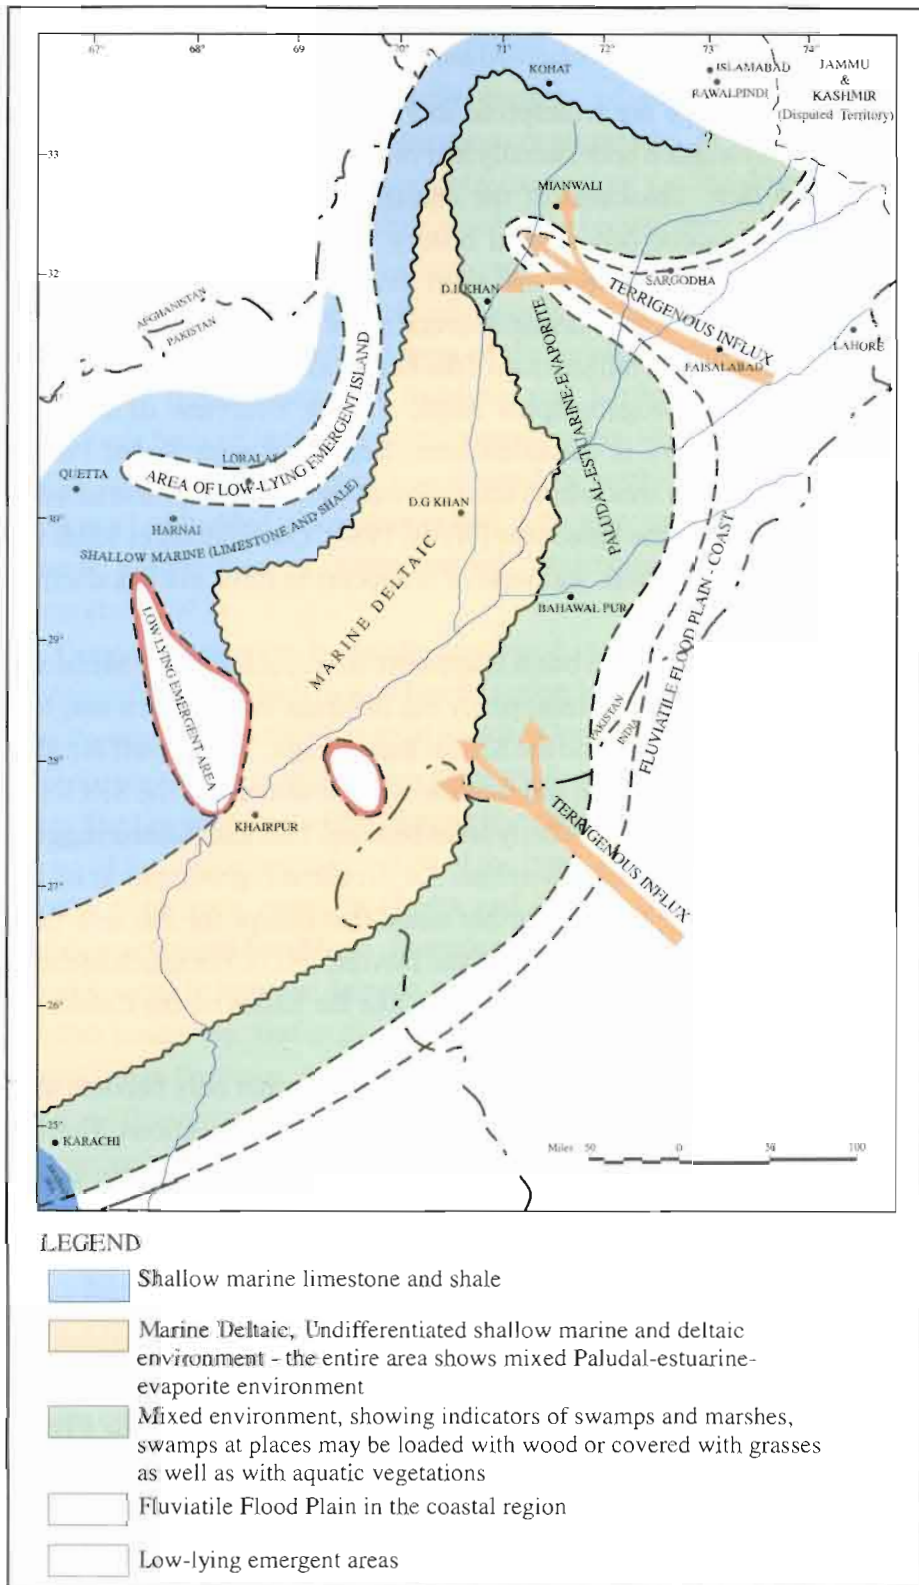 67°
68°
69
70°
71°
72°
73°
74°
KOHAT
ISLAMABAD
RAWALPINDI
JAMMU
&
KASHMIR
(Disputed Territory)
33
?
MIANWALI
32
SARGODHA
D.I KHAN
AFGHANISTAN
PAKISTAN
TERRIGENOUS INFLUX
LAHORE
FAISALABAD
PALUDAL-ESTUARINE-EVAPORITE
AREA OF LOW-LYING EMERGENT ISLAND
LORALAI
QUETTA
D.G KHAN
30°
HARNAI
SHALLOW MARINE (LIMESTONE AND SHALE)
MARINE DELTAIC
BAHAWAL PUR
FLUVIATILE FLOOD PLAIN - COAST
29°
LOW LYING EMERGENT AREA
PAKISTAN
INDIA
28°
TERRIGENOUS INFLUX
KHAIRPUR
27°
26°
25°
KARACHI
Miles 50 0 50 100
LEGEND
Shallow marine limestone and shale
Marine Deltaic, Undifferentiated shallow marine and deltaic
environment - the entire area shows mixed Paludal-estuarine-
evaporite environment
Mixed environment, showing indicators of swamps and marshes,
swamps at places may be loaded with wood or covered with grasses
as well as with aquatic vegetations
Fluviatile Flood Plain in the coastal region
Low-lying emergent areas